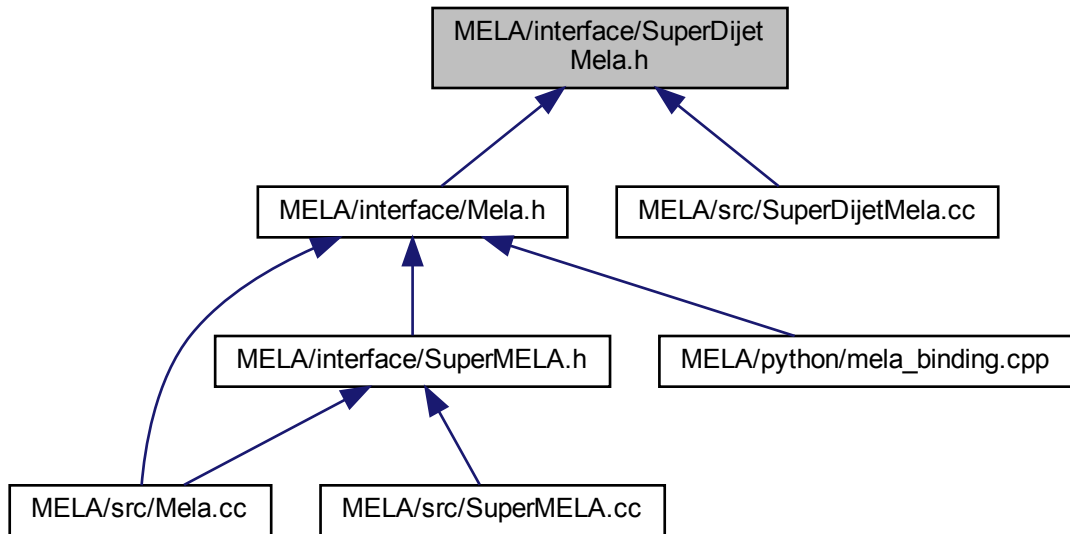 MELA/interface/SuperDijet
Mela.h
MELA/interface/Mela.h
MELA/src/SuperDijetMela.cc
MELA/interface/SuperMELA.h
MELA/python/mela_binding.cpp
MELA/src/Mela.cc
MELA/src/SuperMELA.cc